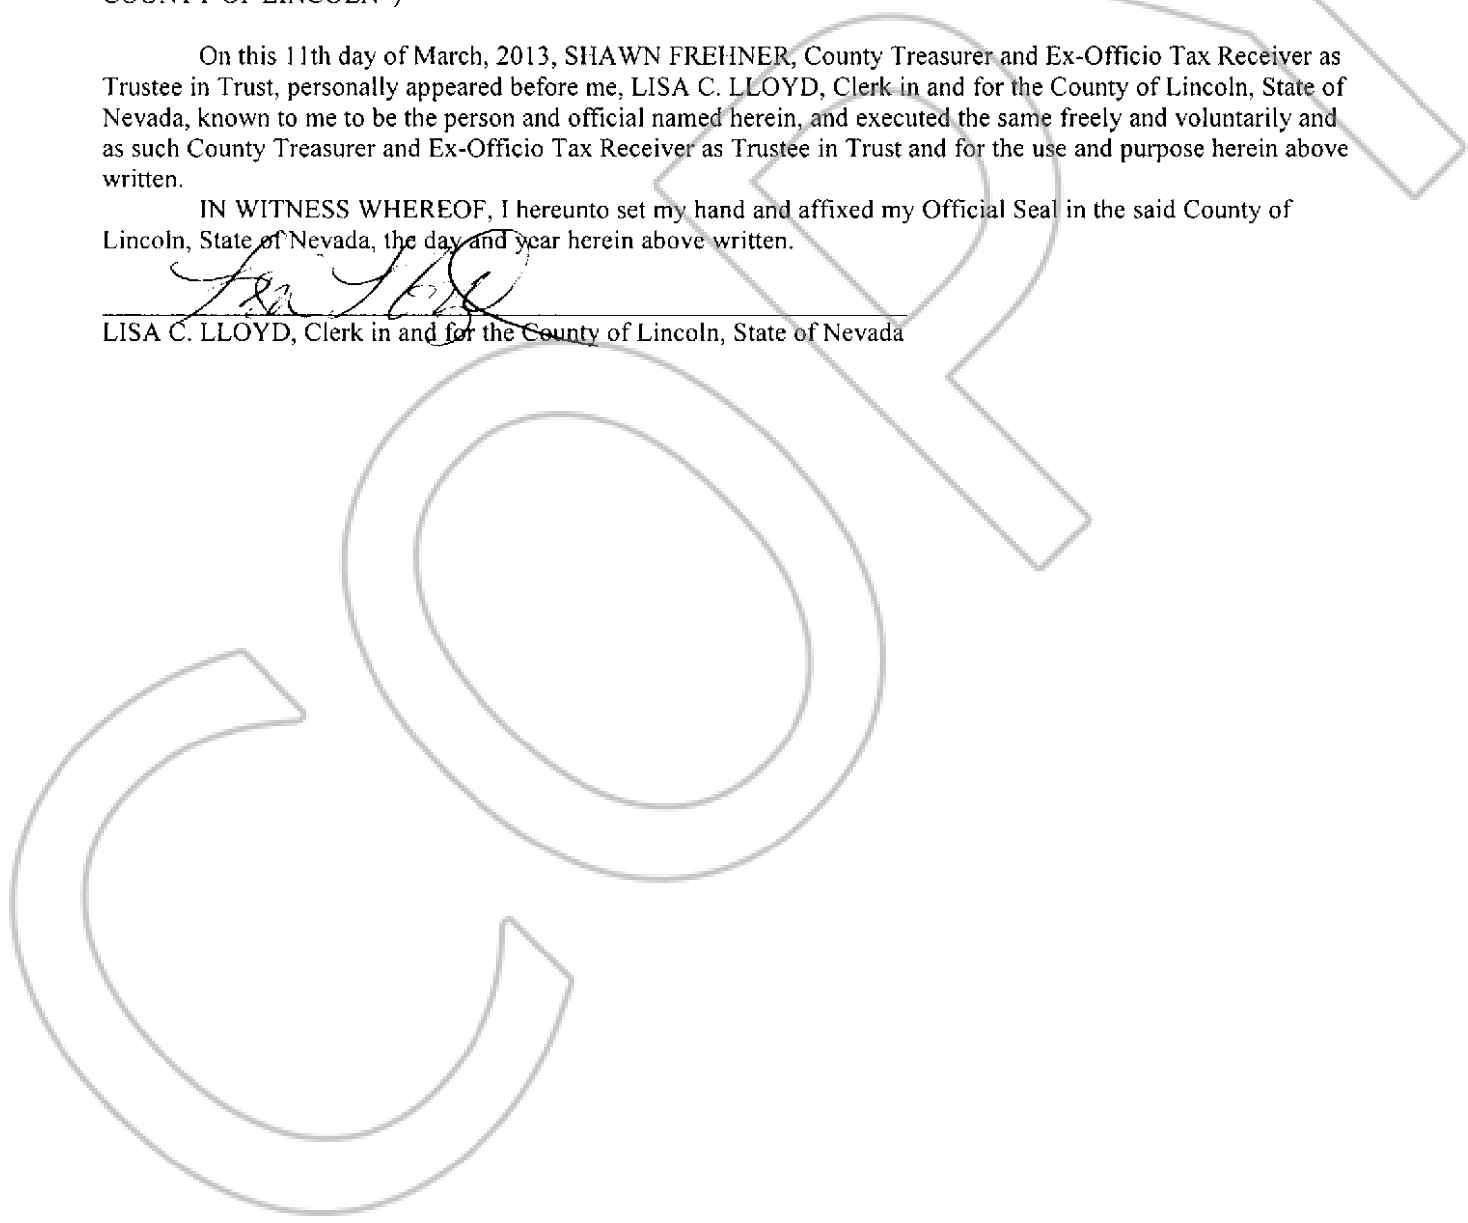 COUNTY OF LINCOLN )
On this 11th day of March, 2013, SHAWN FREHNER, County Treasurer and Ex-Officio Tax Receiver as
Trustee in Trust, personally appeared before me, LISA C. LLOYD, Clerk in and for the County of Lincoln, State of
Nevada, known to me to be the person and official named herein, and executed the same freely and voluntarily and
as such County Treasurer and Ex-Officio Tax Receiver as Trustee in Trust and for the use and purpose herein above
written.
IN WITNESS WHEREOF, I hereunto set my hand and affixed my Official Seal in the said County of
Lincoln, State of Nevada, the day and year herein above written.
Lisa Lloyd
LISA C. LLOYD, Clerk in and for the County of Lincoln, State of Nevada
COPY